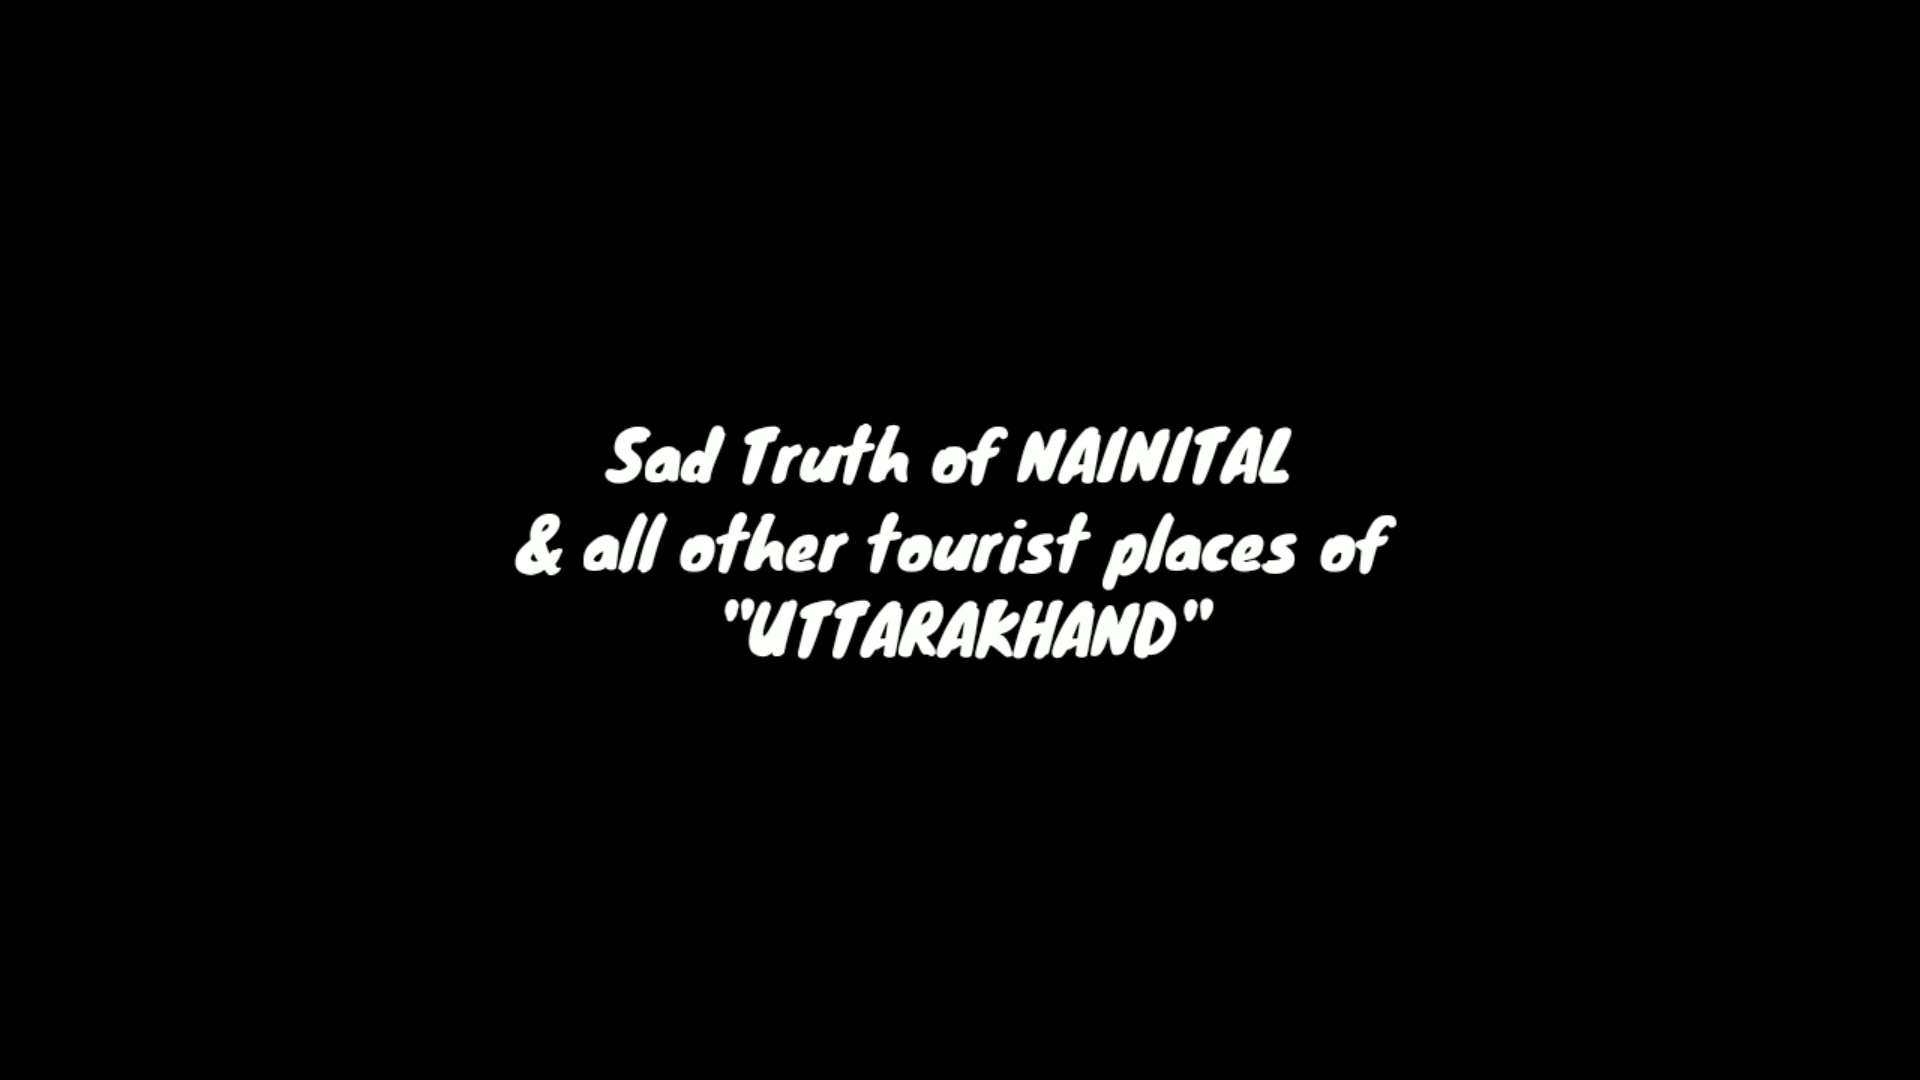 Sad Truth of NAINITAL
& all other tourist places of
"UTTARAKHAND"